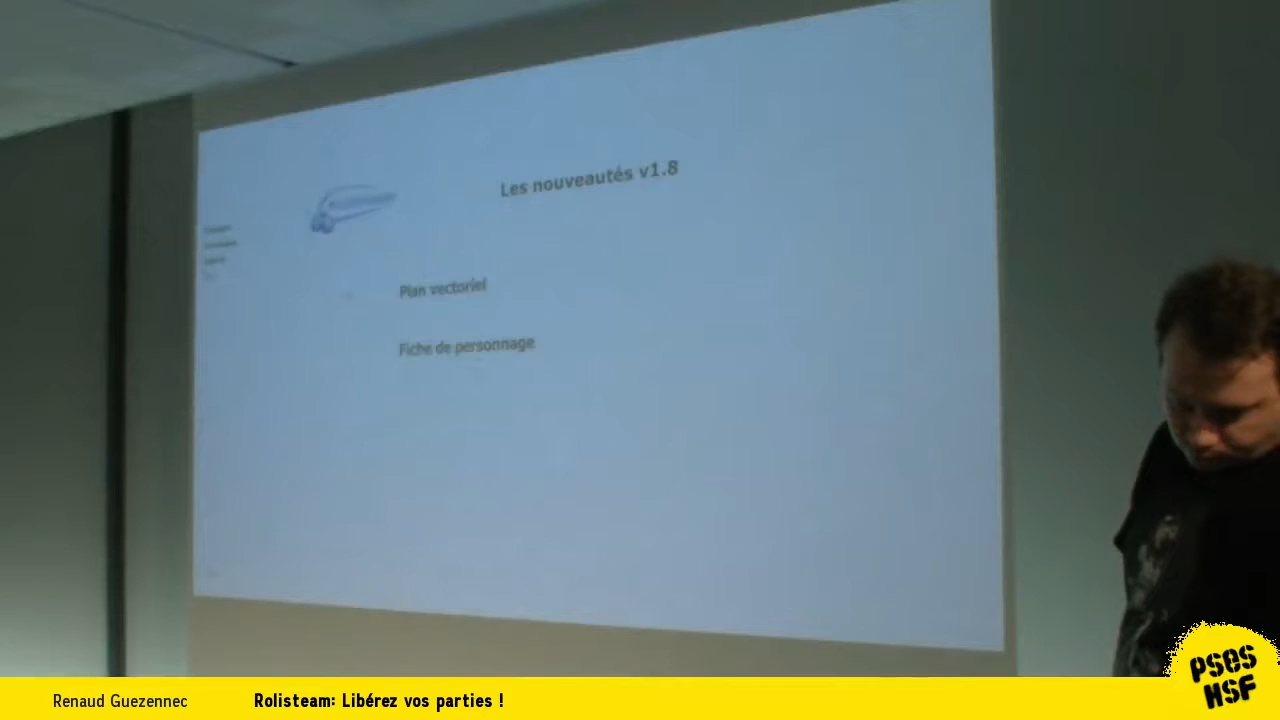 Les nouveautés v1.8
Plan vectoriel
Fiche de personnage
Renaud Guezennec
Rolisteam: Libérez vos parties !
PSES
HSF